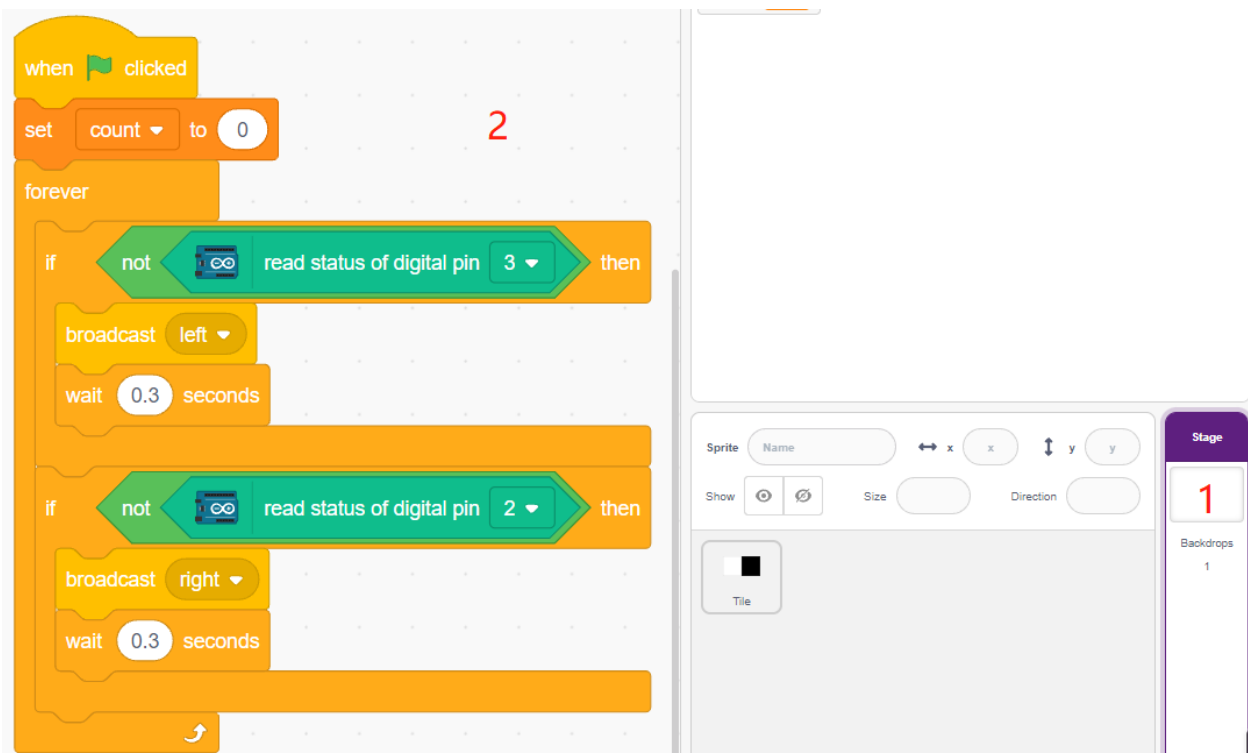 when clicked
set count to 0
2
forever
if not read status of digital pin 3 then
broadcast left
wait 0.3 seconds
if not read status of digital pin 2 then
broadcast right
wait 0.3 seconds
Sprite Name x x y y
Show Size Direction
Tile
Stage
1
Backdrops
1